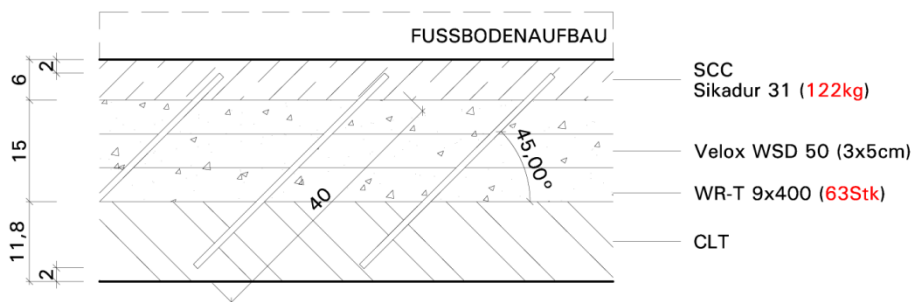 FUSSBODENAUFBAU
2
6
15
11,8
2
40
45,00°
SCC
Sikadur 31 (122kg)
Velox WSD 50 (3x5cm)
WR-T 9x400 (63Stk)
CLT